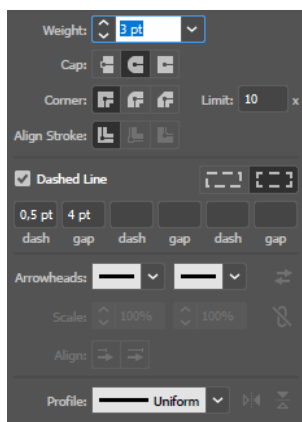 Weight: 3 pt
Cap:
Corner: Limit: 10 x
Align Stroke:
Dashed Line
0,5 pt 4 pt
dash gap dash gap dash gap
Arrowheads:
Scale: 100% 100%
Align:
Profile: Uniform